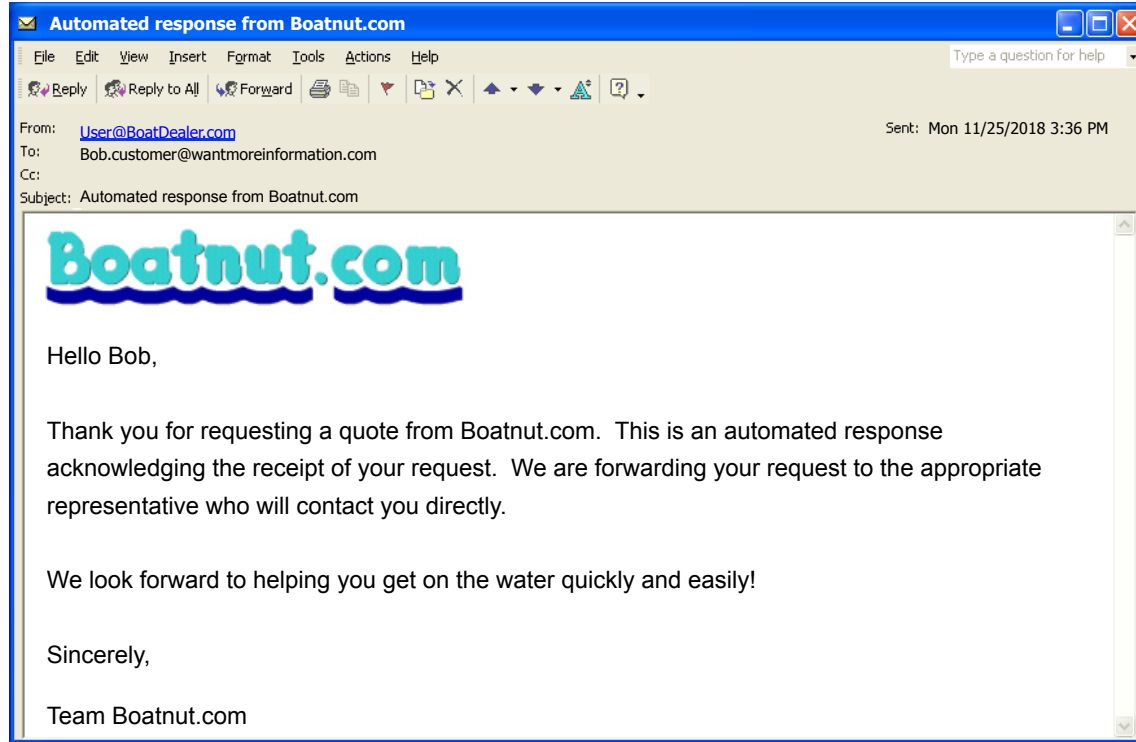 Automated response from Boatnut.com
File Edit View Insert Format Tools Actions Help Type a question for help
Reply Reply to All Forward
From: User@BoatDealer.com Sent: Mon 11/25/2018 3:36 PM
To: Bob.customer@wantmoreinformation.com
Cc:
Subject: Automated response from Boatnut.com
Boatnut.com
Hello Bob,
Thank you for requesting a quote from Boatnut.com.  This is an automated response
acknowledging the receipt of your request.  We are forwarding your request to the appropriate
representative who will contact you directly.
We look forward to helping you get on the water quickly and easily!
Sincerely,
Team Boatnut.com